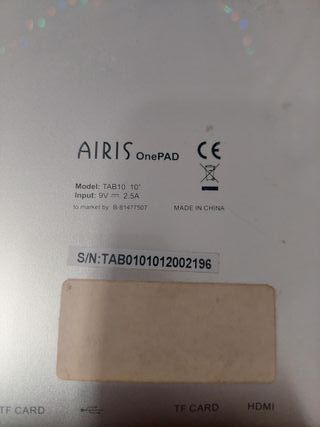 AIRIS OnePAD CE
Model: TAB10 10"
Input: 9V ⎓ 2.5A
to market by B-81477507 MADE IN CHINA
S/N:TAB0101012002196
TF CARD TF CARD HDMI